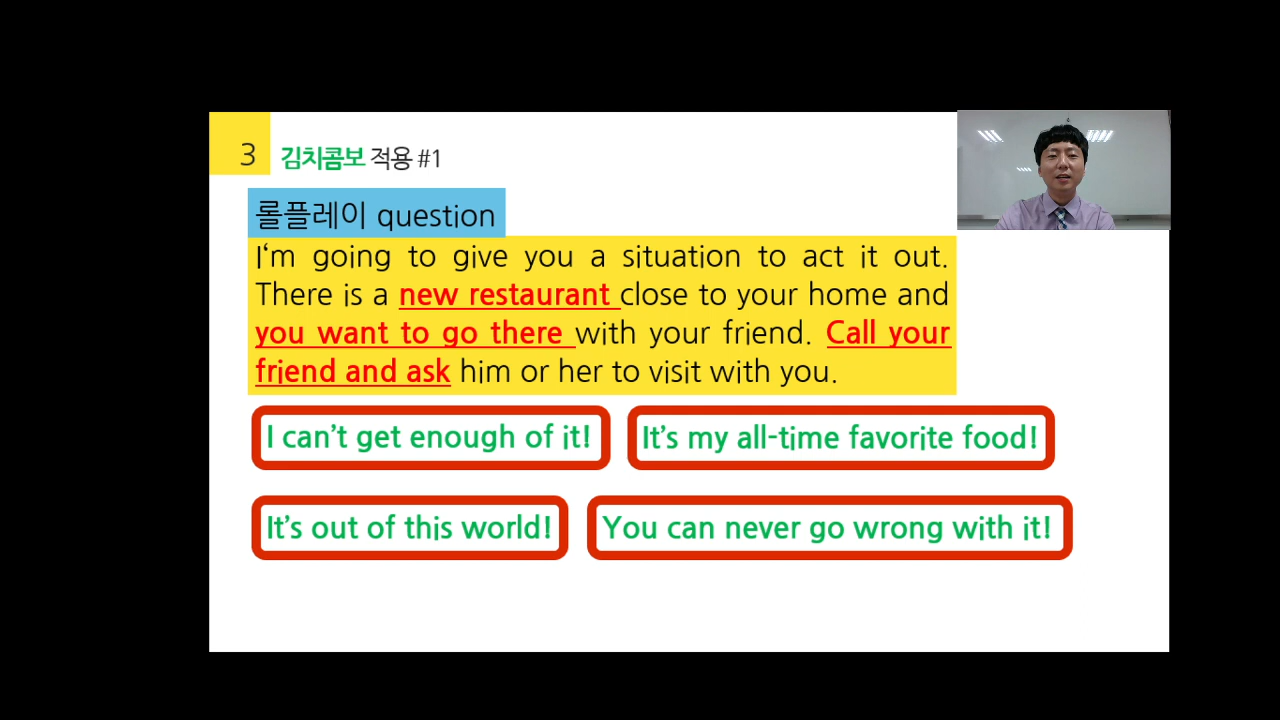 3
김치콤보 적용 #1
롤플레이 question
I‘m going to give you a situation to act it out.
There is a new restaurant close to your home and
you want to go there with your friend. Call your
friend and ask him or her to visit with you.
I can’t get enough of it!
It’s my all-time favorite food!
It’s out of this world!
You can never go wrong with it!